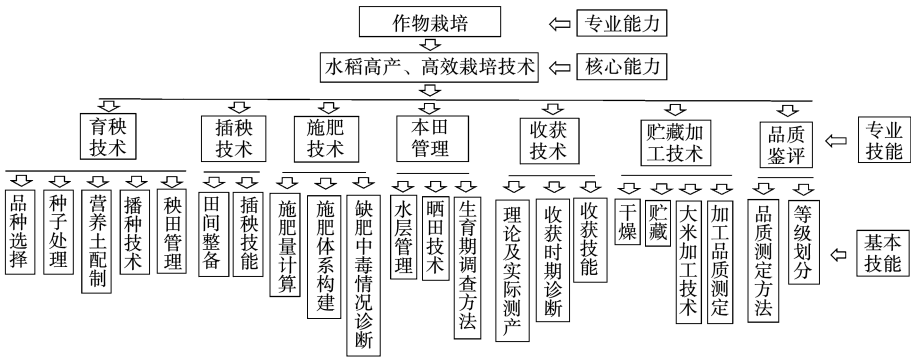 作物栽培
专业能力
水稻高产、高效栽培技术
核心能力
育秧
技术
插秧
技术
施肥
技术
本田
管理
收获
技术
贮藏加
工技术
品质
鉴评
专业
技能
品种选择
种子处理
营养土配制
播种技术
秧田管理
田间整备
插秧技能
施肥量计算
施肥体系构建
缺肥中毒情况诊断
水层管理
晒田技术
生育期调查方法
理论及实际测产
收获时期诊断
收获技能
干燥
贮藏
大米加工技术
加工品质测定
品质测定方法
等级划分
基本
技能